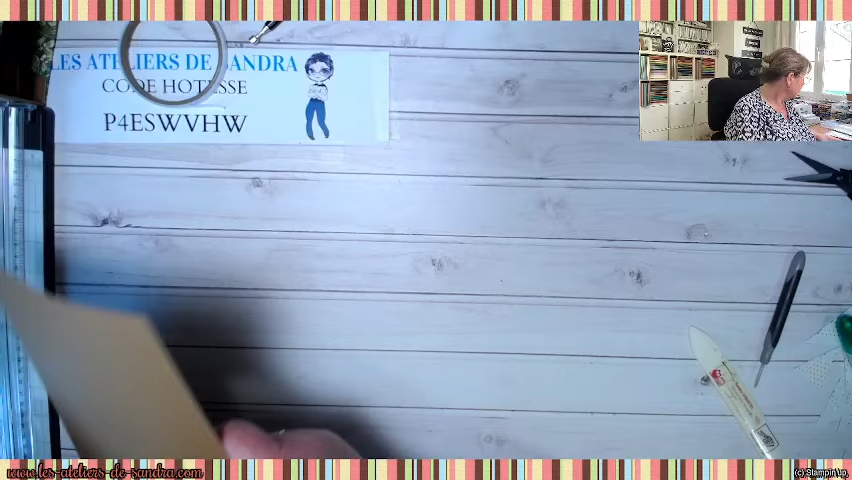 LES ATELIERS DE SANDRA
CODE HOTESSE
P4ESWVHW
www.les-ateliers-de-sandra.com
(c) Stampin'up